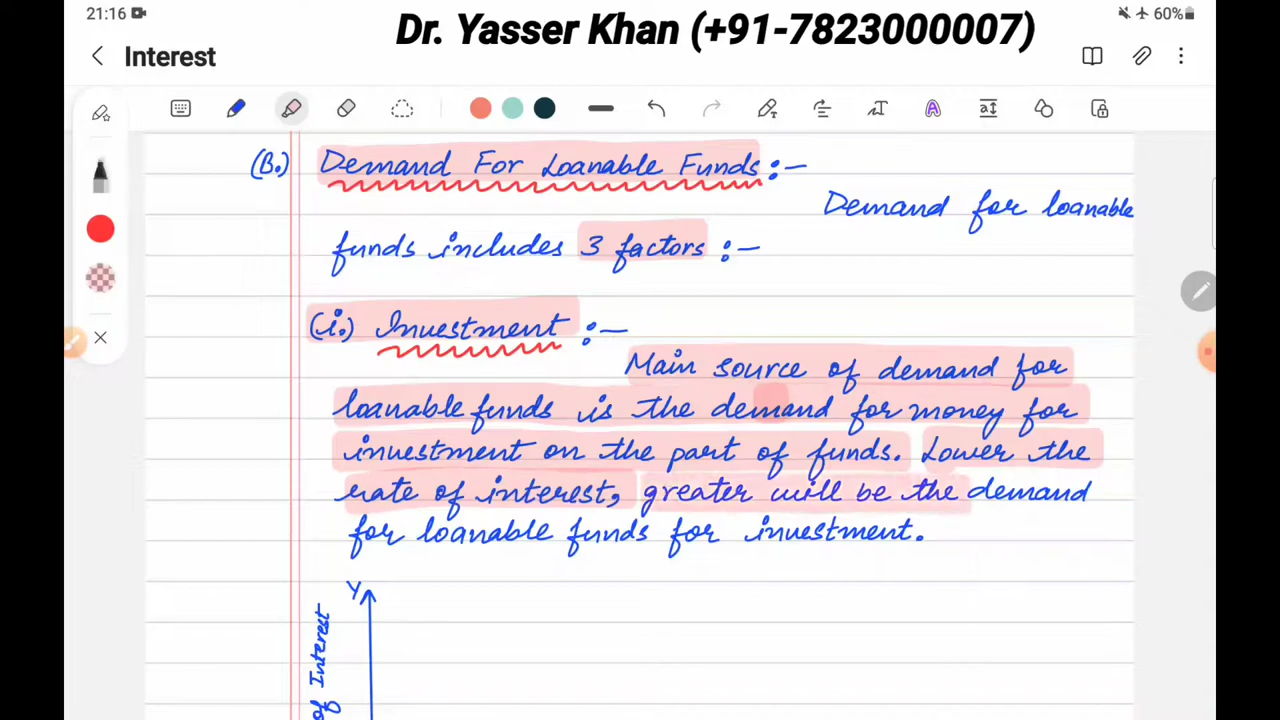 21:16
Dr. Yasser Khan (+91-7823000007)
60%
Interest
(B.) Demand For Loanable Funds :-
Demand for loanable
funds includes 3 factors :-
(i.) Investment :-
Main source of demand for
loanable funds is the demand for money for
investment on the part of funds. Lower the
rate of interest, greater will be the demand
for loanable funds for investment.
Y
of Interest